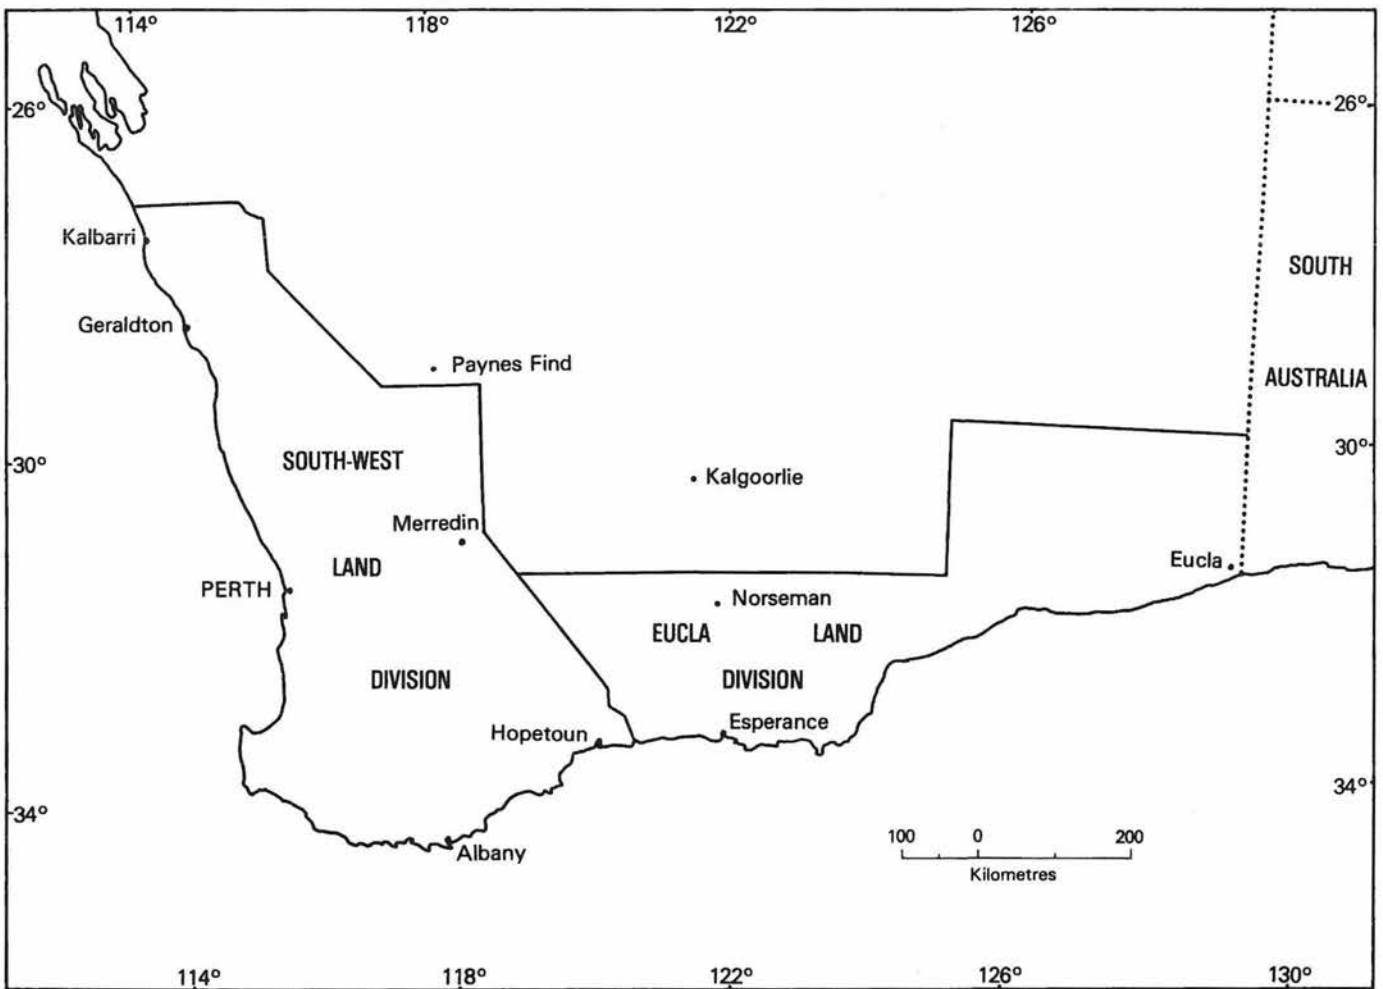 114°
118°
122°
126°
26°
26°
Kalbarri
SOUTH
Geraldton
Paynes Find
AUSTRALIA
30°
SOUTH-WEST
30°
Kalgoorlie
Merredin
LAND
Eucla
PERTH
Norseman
EUCLA LAND
DIVISION
DIVISION
Esperance
Hopetoun
34°
34°
Albany
100 0 200
Kilometres
114°
118°
122°
126°
130°